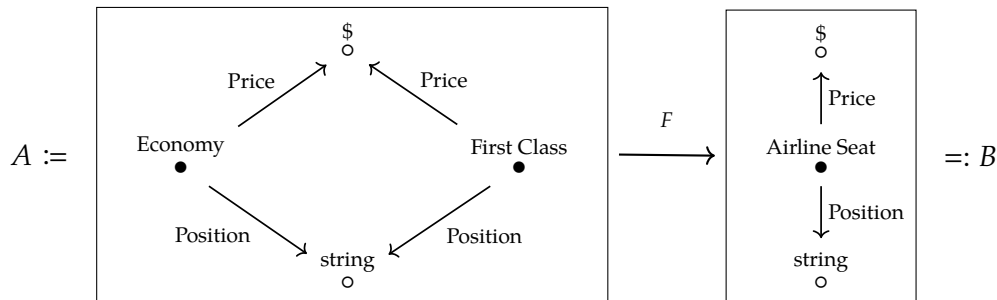 $ $
Price Price Price
F
A := Economy First Class Airline Seat =: B
Position Position Position
string string